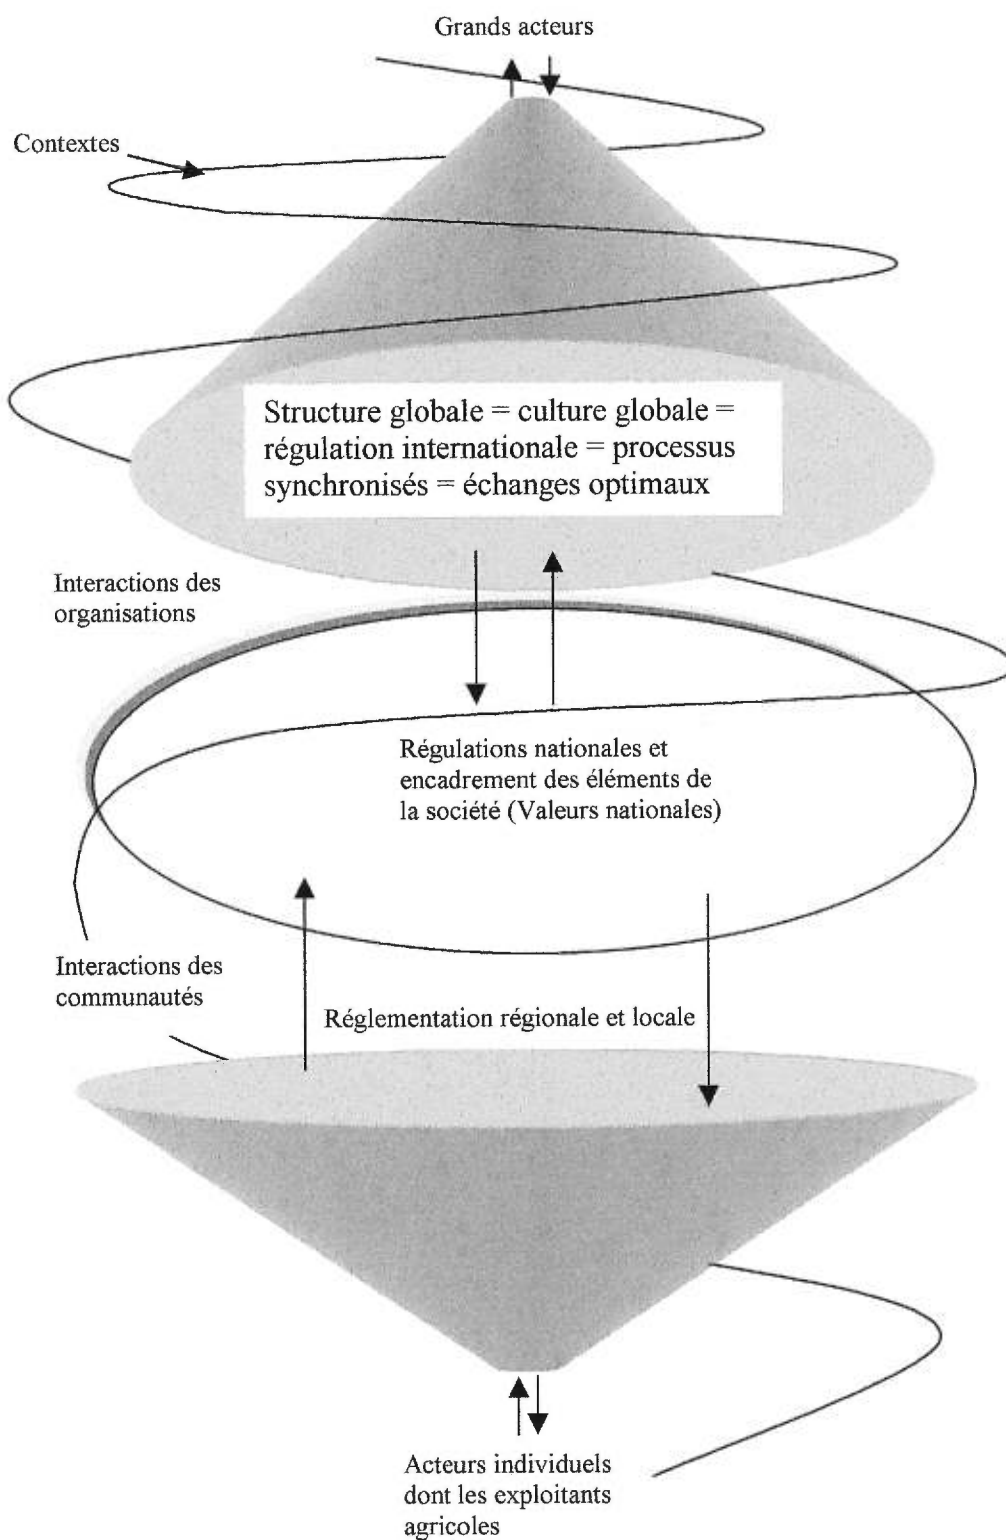 Grands acteurs
Contextes
Structure globale = culture globale =
régulation internationale = processus
synchronisés = échanges optimaux
Interactions des
organisations
Régulations nationales et
encadrement des éléments de
la société (Valeurs nationales)
Interactions des
communautés
Réglementation régionale et locale
Acteurs individuels
dont les exploitants
agricoles